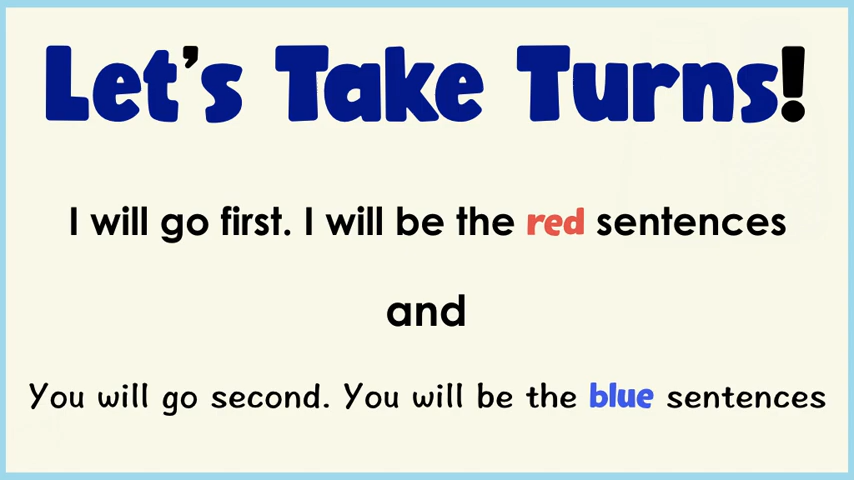 Let's Take Turns!
I will go first. I will be the red sentences
and
You will go second. You will be the blue sentences